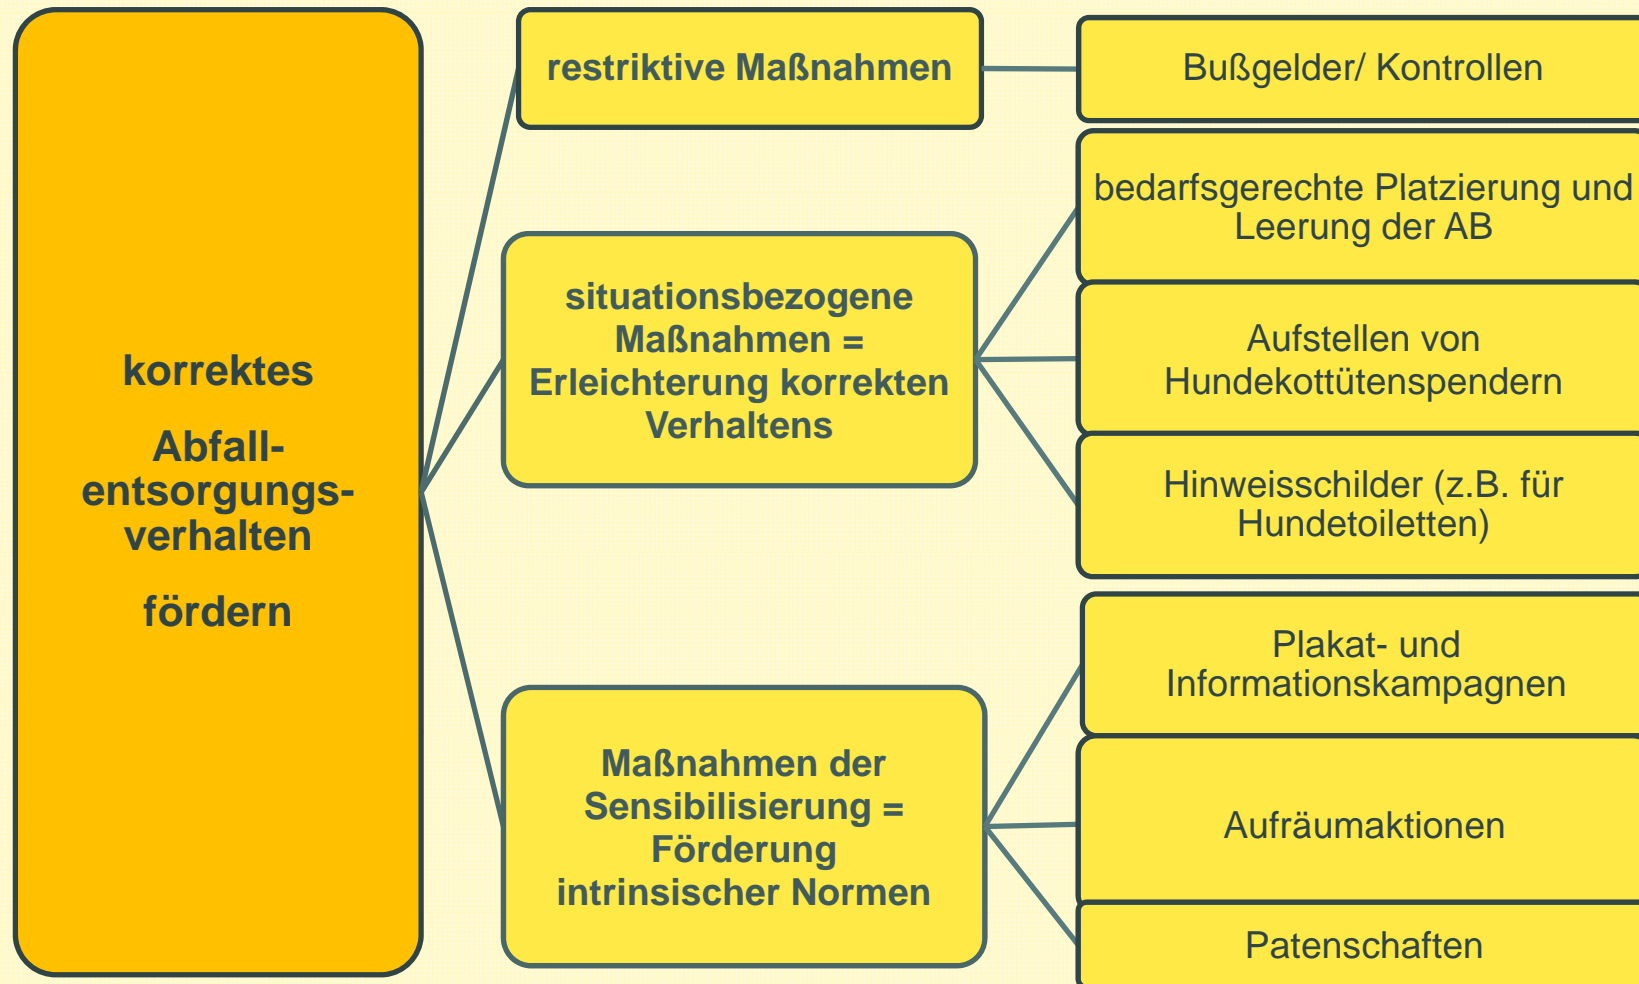 korrektes
Abfall-
entsorgungs-
verhalten
fördern
restriktive Maßnahmen
Bußgelder/ Kontrollen
situationsbezogene
Maßnahmen =
Erleichterung korrekten
Verhaltens
bedarfsgerechte Platzierung und
Leerung der AB
Aufstellen von
Hundekottütenspendern
Hinweisschilder (z.B. für
Hundetoiletten)
Maßnahmen der
Sensibilisierung =
Förderung
intrinsischer Normen
Plakat- und
Informationskampagnen
Aufräumaktionen
Patenschaften